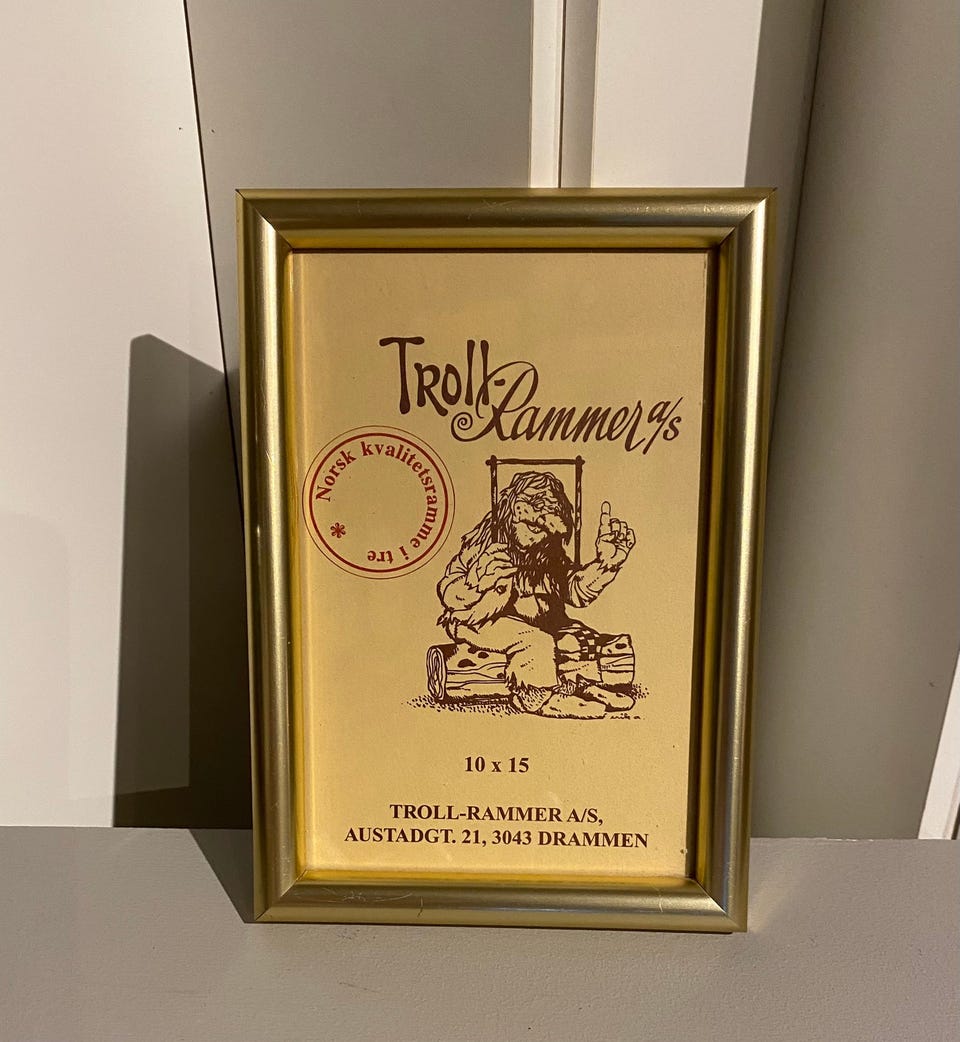 Troll-
Rammer a/s
Norsk kvalitetsramme i tre *
10 x 15
TROLL-RAMMER A/S,
AUSTADGT. 21, 3043 DRAMMEN